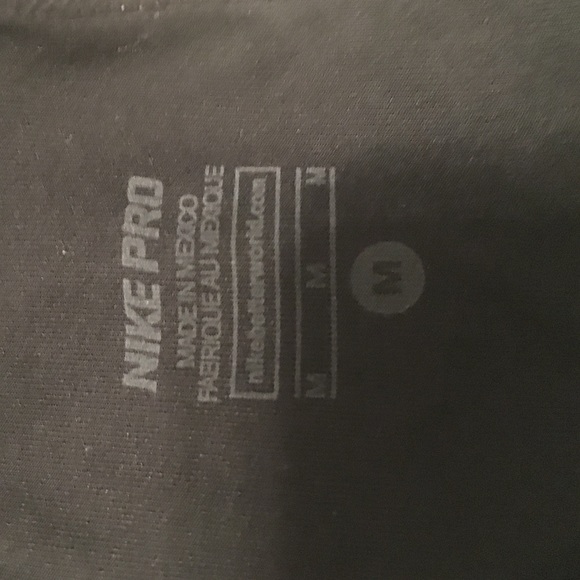 NIKE PRO
MADE IN MEXICO
FABRIQUE AU MEXIQUE
nikebetterworld.com
M M M
M